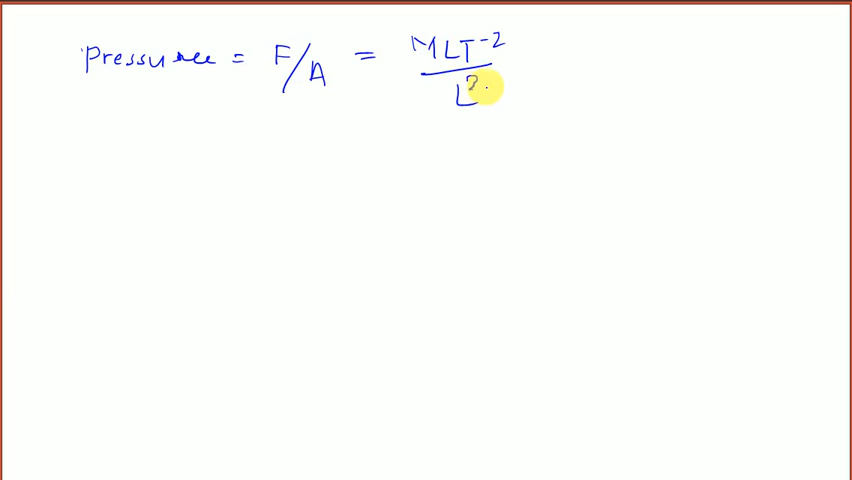 Pressure = F/A = MLT⁻²/L²